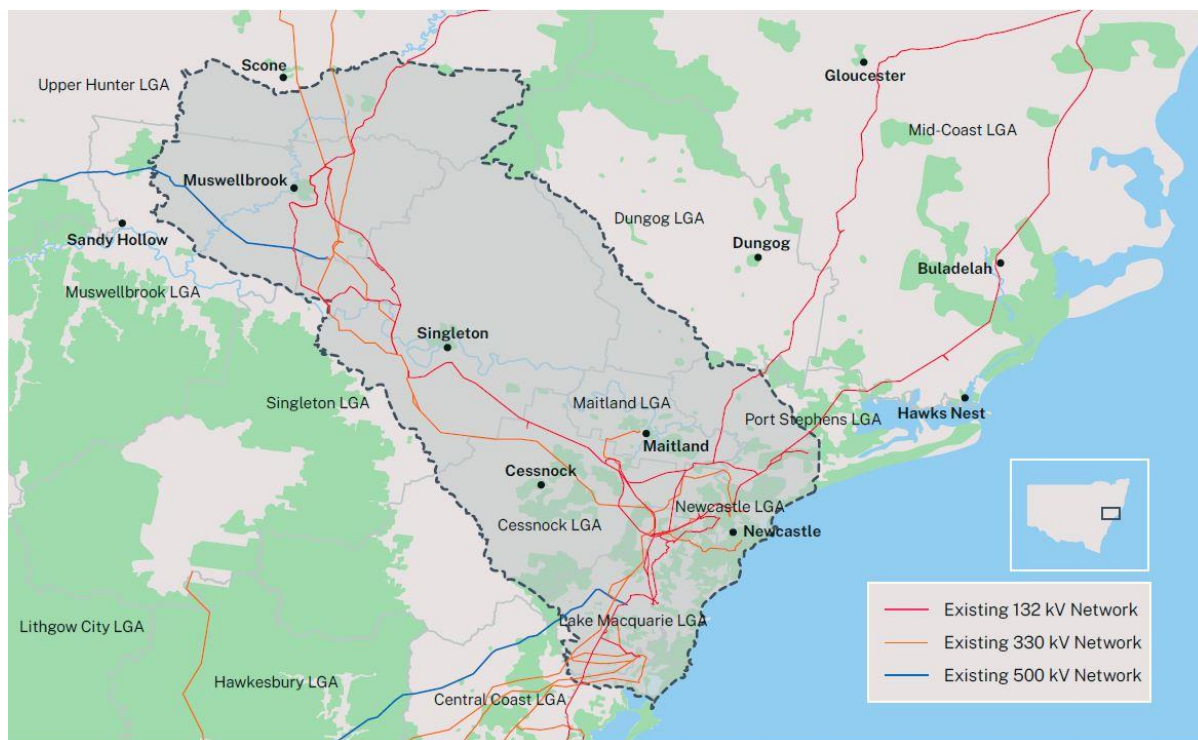 Scone
Upper Hunter LGA
Gloucester
Mid-Coast LGA
Muswellbrook
Dungog LGA
Sandy Hollow
Dungog
Buladelah
Muswellbrook LGA
Singleton
Singleton LGA
Maitland LGA
Hawks Nest
Port Stephens LGA
Maitland
Cessnock
Newcastle LGA
Cessnock LGA
Newcastle
Existing 132 kV Network
Lake Macquarie LGA
Lithgow City LGA
Existing 330 kV Network
Existing 500 kV Network
Hawkesbury LGA
Central Coast LGA